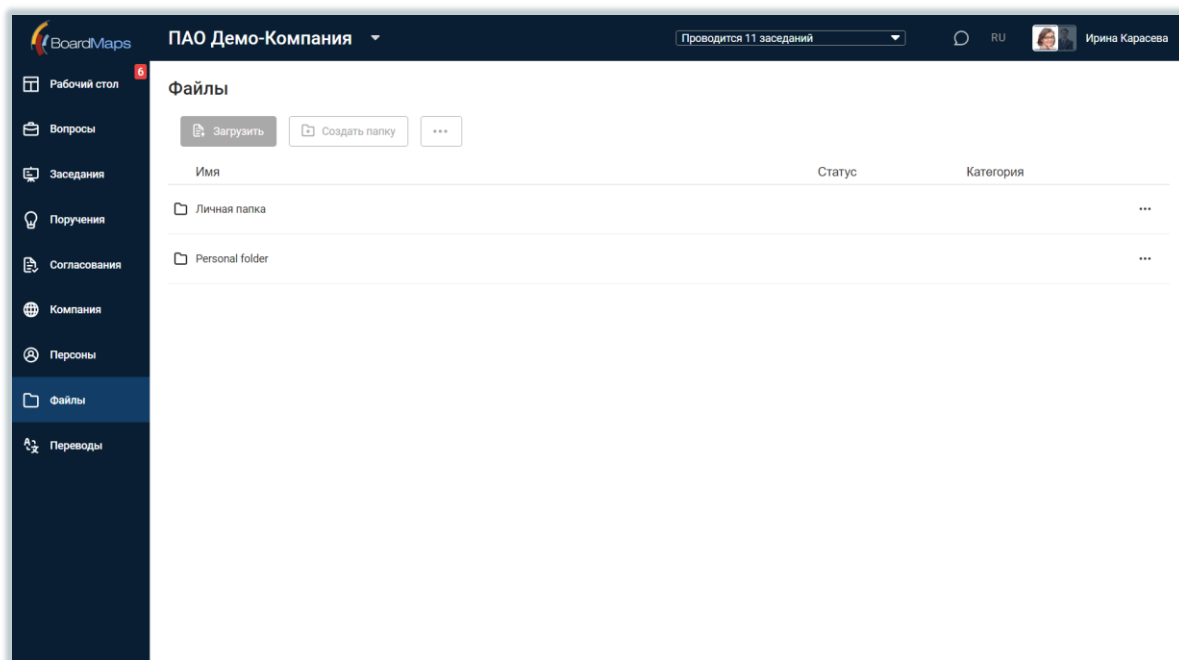 BoardMaps
ПАО Демо-Компания
Проводится 11 заседаний
RU
Ирина Карасева
Рабочий стол
6
Вопросы
Заседания
Поручения
Согласования
Компания
Персоны
Файлы
Переводы
Файлы
Загрузить
Создать папку
Имя Статус Категория
Личная папка
Personal folder